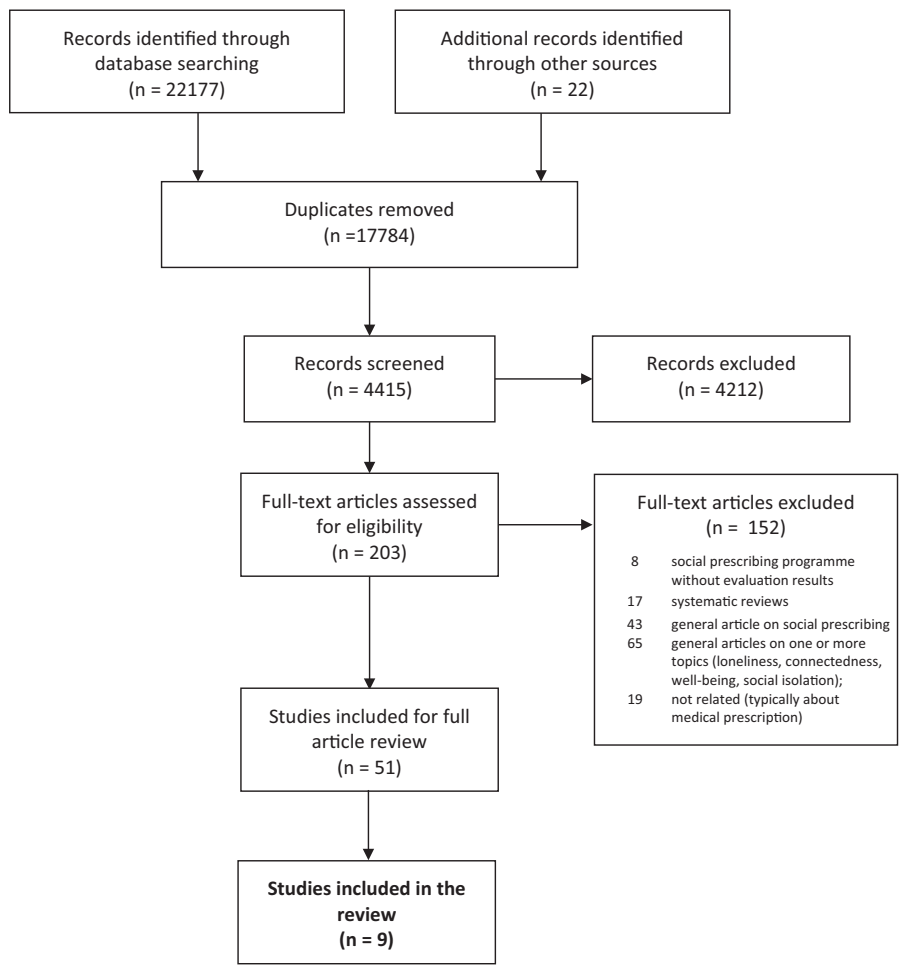 Records identified through
database searching
(n = 22177)
Additional records identified
through other sources
(n = 22)
Duplicates removed
(n =17784)
Records screened
(n = 4415)
Records excluded
(n = 4212)
Full-text articles assessed
for eligibility
(n = 203)
Full-text articles excluded
(n = 152)
8 social prescribing programme
without evaluation results
17 systematic reviews
43 general article on social prescribing
65 general articles on one or more
topics (loneliness, connectedness,
well-being, social isolation);
19 not related (typically about
medical prescription)
Studies included for full
article review
(n = 51)
Studies included in the
review
(n = 9)